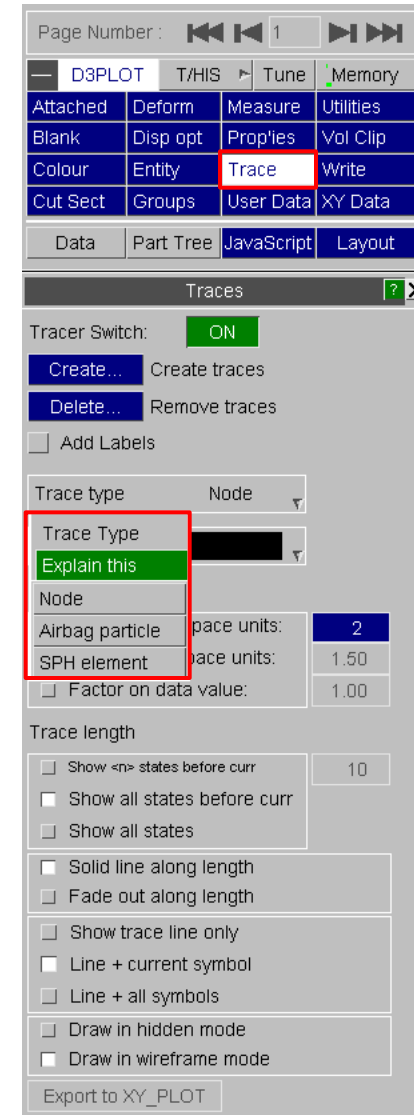 Page Number : 1
D3PLOT T/HIS Tune Memory
Attached Deform Measure Utilities
Blank Disp opt Prop'ies Vol Clip
Colour Entity Trace Write
Cut Sect Groups User Data XY Data
Data Part Tree JavaScript Layout
Traces ? X
Tracer Switch: ON
Create... Create traces
Delete... Remove traces
Add Labels
Trace type Node
Trace Type
Explain this
Node
Airbag particle pace units: 2
SPH element pace units: 1.50
Factor on data value: 1.00
Trace length
Show <n> states before curr 10
Show all states before curr
Show all states
Solid line along length
Fade out along length
Show trace line only
Line + current symbol
Line + all symbols
Draw in hidden mode
Draw in wireframe mode
Export to XY_PLOT